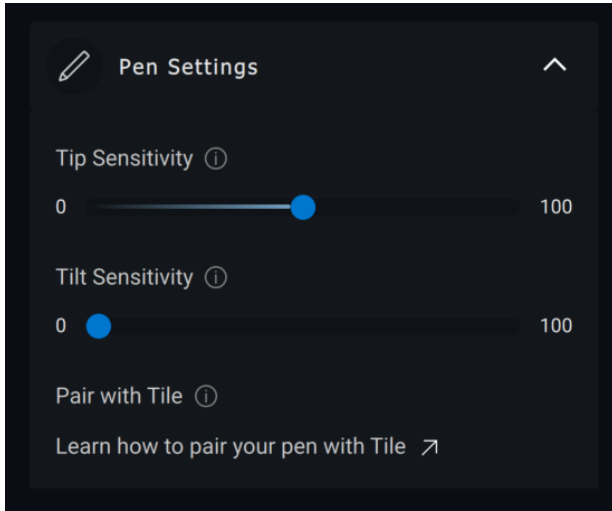 Pen Settings
Tip Sensitivity
0 100
Tilt Sensitivity
0 100
Pair with Tile
Learn how to pair your pen with Tile